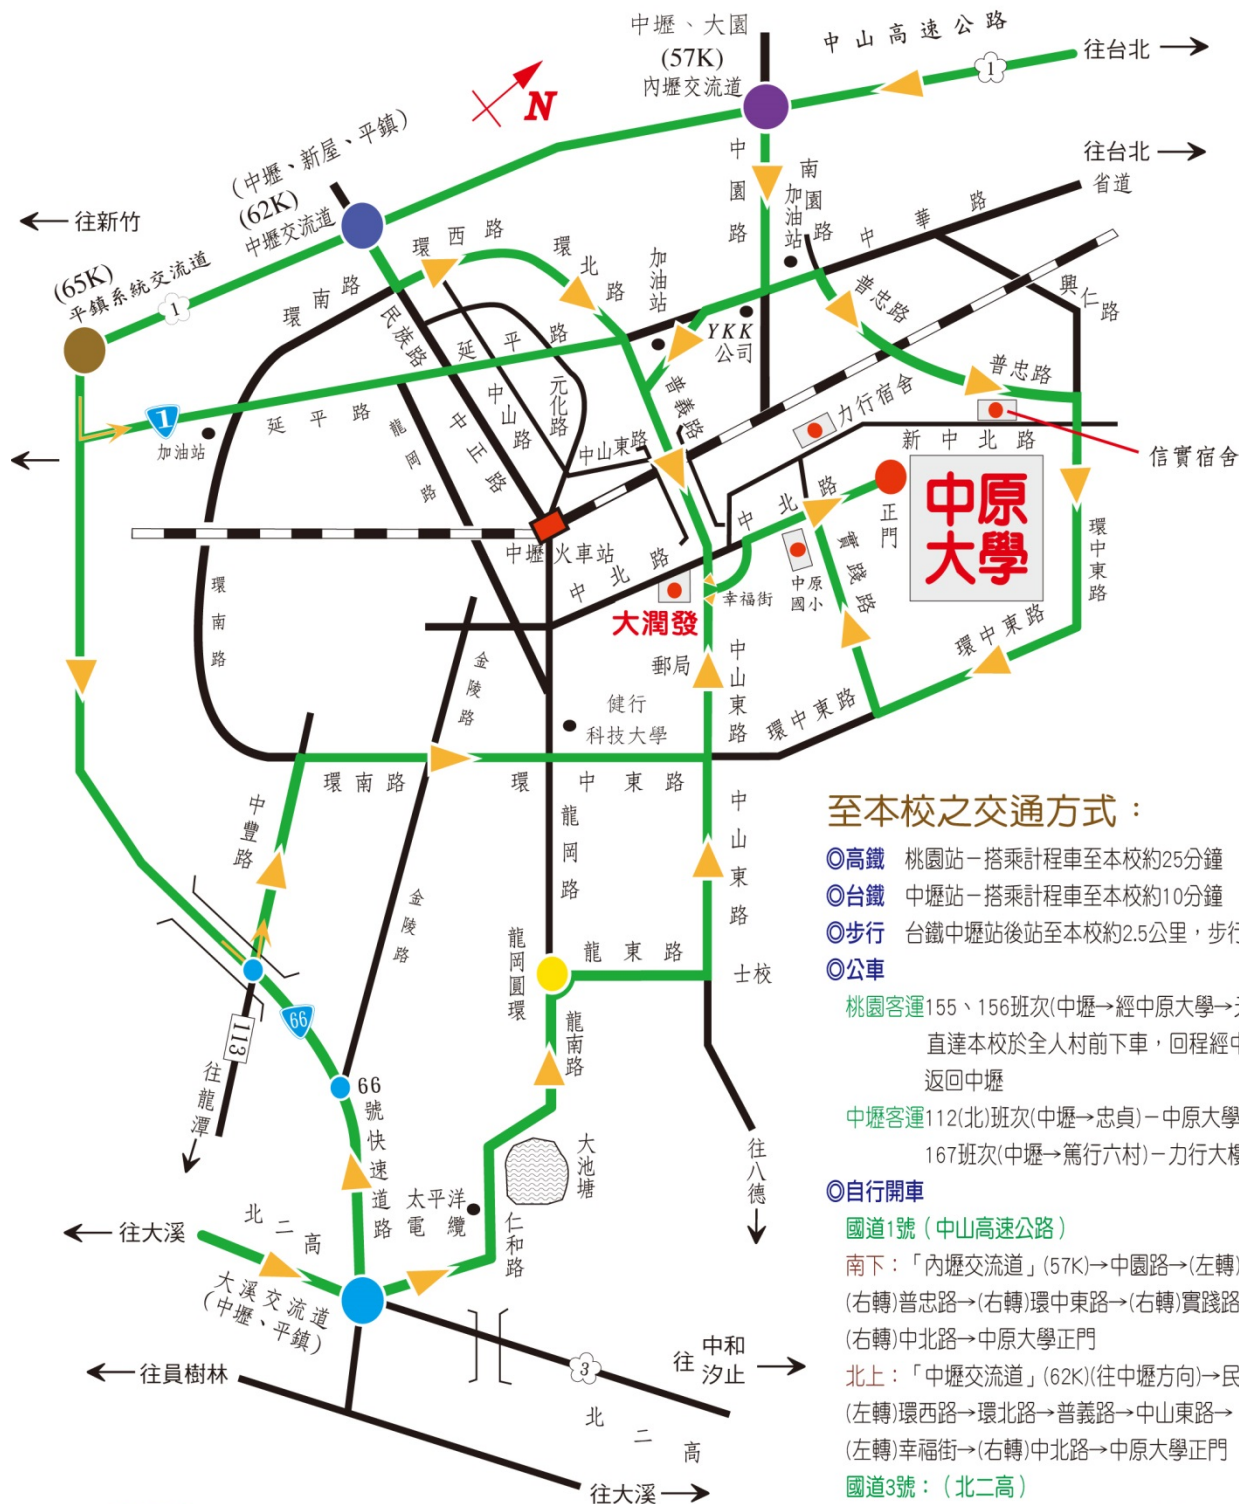 中壢、大園
(57K)
內壢交流道
中山高速公路
1
往台北
往台北
省道
N
(中壢、新屋、平鎮)
(62K)
中壢交流道
往新竹
(65K)
平鎮系統交流道
1
環南路
環西路
環北路
加油站
中園路
南園路
加油站
中華路
普忠路
興仁路
YKK
公司
普忠路
民族路
延平路
元化路
中山路
普義路
力行宿舍
1
延平路
加油站
龍岡路
中正路
中山東路
新中北路
信實宿舍
中北路
正門
中原
大學
中壢火車站
中北路
實踐路
中原
國小
環中東路
幸福街
大潤發
環南路
郵局
中山東路
環中東路
金陵路
健行
科技大學
環中東路
環南路
環中東路
中豐路
龍岡路
中山東路
金陵路
龍岡圓環
龍東路
士校
66
113
往龍潭
66號快速道路
龍南路
大池塘
往八德
太平洋
電纜
仁和路
往大溪
北二高
大溪交流道
(中壢、平鎮)
往員樹林
3
北二高
往
中和
汐止
往大溪
至本校之交通方式：
◎高鐵 桃園站－搭乘計程車至本校約25分鐘
◎台鐵 中壢站－搭乘計程車至本校約10分鐘
◎步行 台鐵中壢站後站至本校約2.5公里，步行
◎公車
桃園客運155、156班次(中壢→經中原大學→
直達本校於全人村前下車，回程經中
返回中壢
中壢客運112(北)班次(中壢→忠貞)－中原大學
167班次(中壢→篤行六村)－力行大樓
◎自行開車
國道1號（中山高速公路）
南下：「內壢交流道」(57K)→中園路→(左轉)
(右轉)普忠路→(右轉)環中東路→(右轉)實踐路
(右轉)中北路→中原大學正門
北上：「中壢交流道」(62K)(往中壢方向)→民
(左轉)環西路→環北路→普義路→中山東路→
(左轉)幸福街→(右轉)中北路→中原大學正門
國道3號：（北二高）